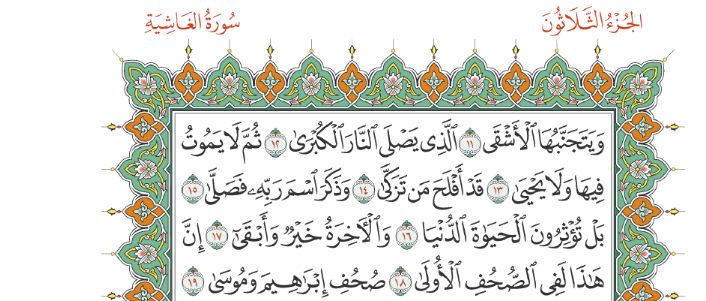 سُورَةُ الغَاشِيَةِ
الجُزْءُ الثَّلَاثُونَ
وَيَتَجَنَّبُهَا ٱلْأَشْقَى ١١ ٱلَّذِي يَصْلَى ٱلنَّارَ ٱلْكُبْرَىٰ ١٢ ثُمَّ لَا يَمُوتُ
فِيهَا وَلَا يَحْيَىٰ ١٣ قَدْ أَفْلَحَ مَن تَزَكَّىٰ ١٤ وَذَكَرَ ٱسْمَ رَبِّهِۦ فَصَلَّىٰ ١٥
بَلْ تُؤْثِرُونَ ٱلْحَيَوٰةَ ٱلدُّنْيَا ١٦ وَٱلْأٓخِرَةُ خَيْرٌ وَأَبْقَىٰٓ ١٧ إِنَّ
هَٰذَا لَفِي ٱلصُّحُفِ ٱلْأُولَىٰ ١٨ صُحُفِ إِبْرَٰهِيمَ وَمُوسَىٰ ١٩